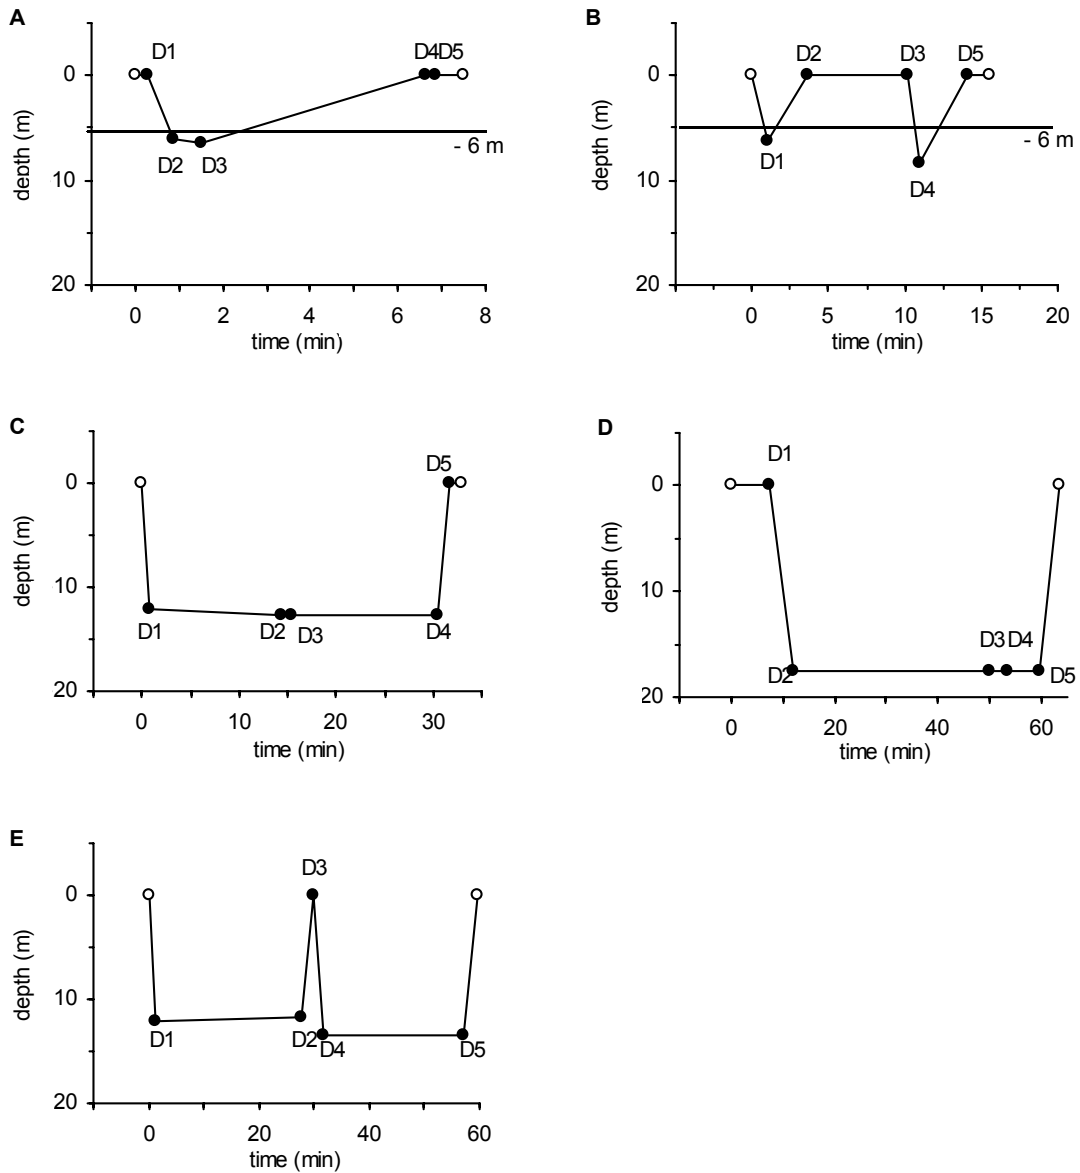 A
D1
D4D5
0
- 6 m
D2
D3
10
20
0
2
4
6
8
depth (m)
time (min)
B
D2
D3
D5
0
- 6 m
D1
D4
10
20
0
5
10
15
20
depth (m)
time (min)
C
D5
0
10
D1
D2
D3
D4
20
0
10
20
30
depth (m)
time (min)
D
D1
0
10
D3
D4
D2
D5
20
0
20
40
60
depth (m)
time (min)
E
D3
0
10
D1
D2
D4
D5
20
0
20
40
60
depth (m)
time (min)